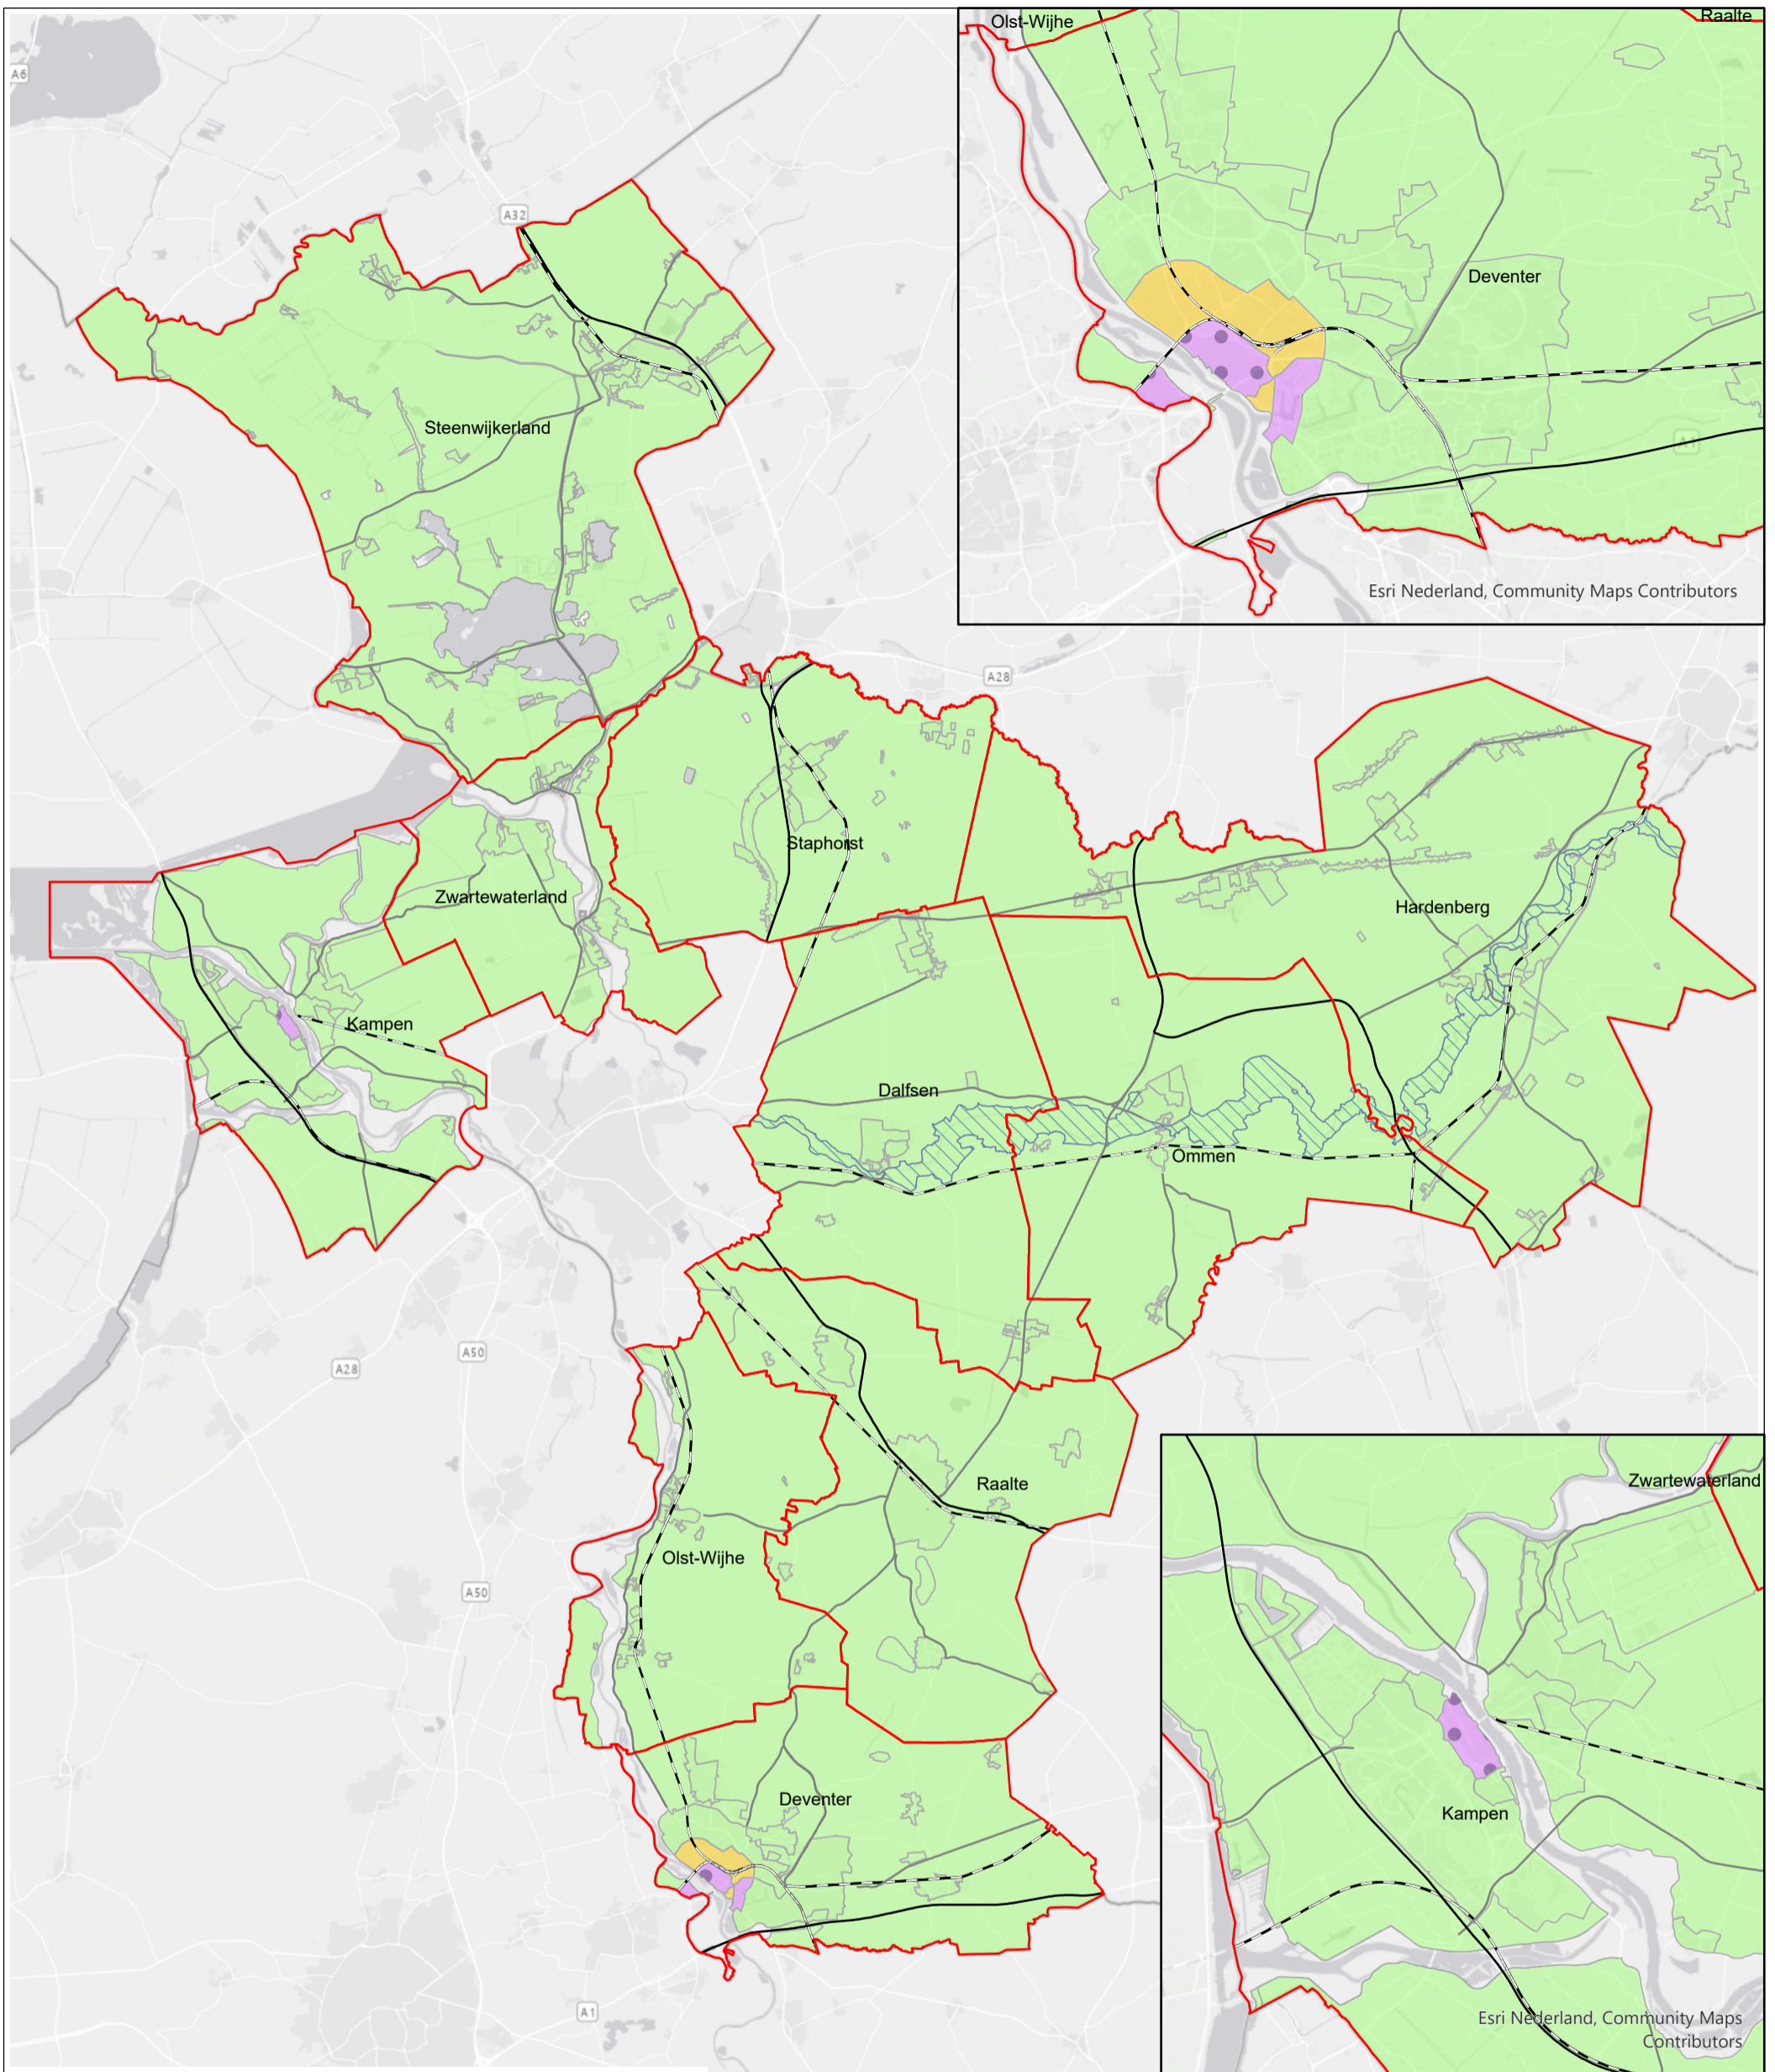 Olst-Wijhe
Raalte
A6
Deventer
A1
Esri Nederland, Community Maps Contributors
A32
Steenwijkerland
A28
Staphorst
Zwartewaterland
Hardenberg
Kampen
Dalfsen
Ommen
A28
A50
Raalte
Olst-Wijhe
A50
Deventer
A1
Zwartewaterland
Kampen
Esri Nederland, Community Maps
Contributors